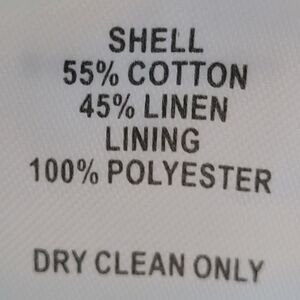 SHELL
55% COTTON
45% LINEN
LINING
100% POLYESTER
DRY CLEAN ONLY